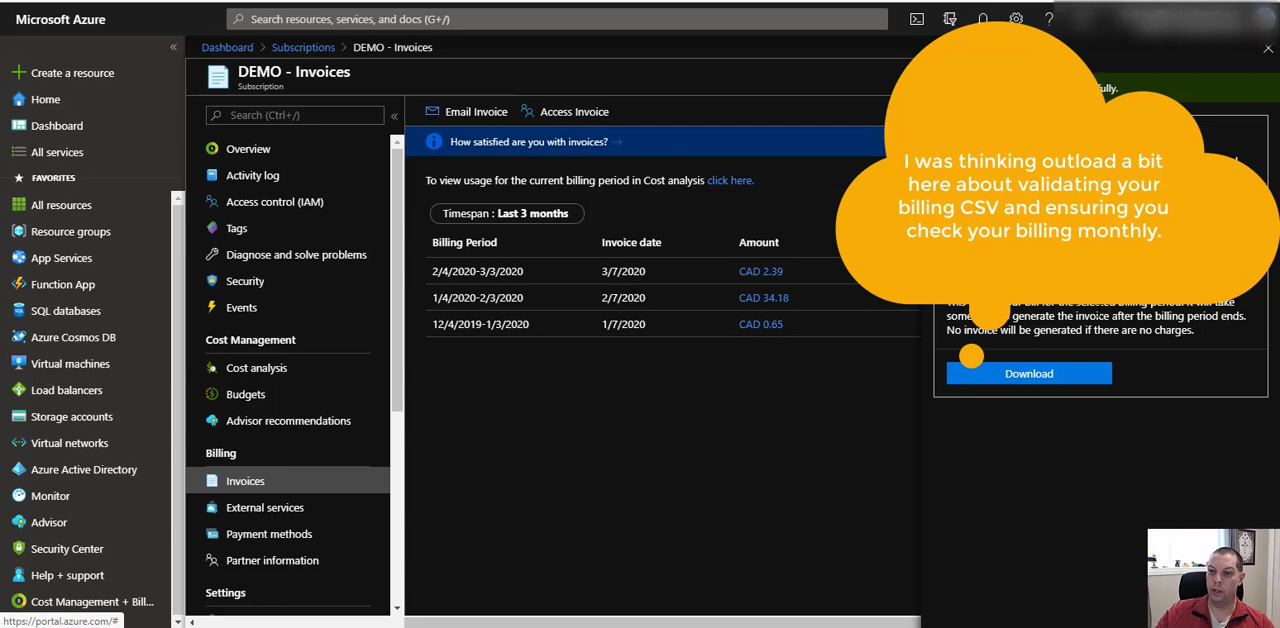 Microsoft Azure
Search resources, services, and docs (G+/)
Create a resource
Home
Dashboard
All services
FAVORITES
All resources
Resource groups
App Services
Function App
SQL databases
Azure Cosmos DB
Virtual machines
Load balancers
Storage accounts
Virtual networks
Azure Active Directory
Monitor
Advisor
Security Center
Help + support
Cost Management + Bill...
https://portal.azure.com/#
Dashboard > Subscriptions > DEMO - Invoices
DEMO - Invoices
Subscription
Search (Ctrl+/)
Overview
Activity log
Access control (IAM)
Tags
Diagnose and solve problems
Security
Events
Cost Management
Cost analysis
Budgets
Advisor recommendations
Billing
Invoices
External services
Payment methods
Partner information
Settings
Email Invoice Access Invoice
How satisfied are you with invoices?
To view usage for the current billing period in Cost analysis click here.
Timespan : Last 3 months
Billing Period Invoice date Amount
2/4/2020-3/3/2020 3/7/2020 CAD 2.39
1/4/2020-2/3/2020 2/7/2020 CAD 34.18
12/4/2019-1/3/2020 1/7/2020 CAD 0.65
I was thinking outload a bit
here about validating your
billing CSV and ensuring you
check your billing monthly.
bill for the selected billing period. It will take
generate the invoice after the billing period ends.
No invoice will be generated if there are no charges.
Download